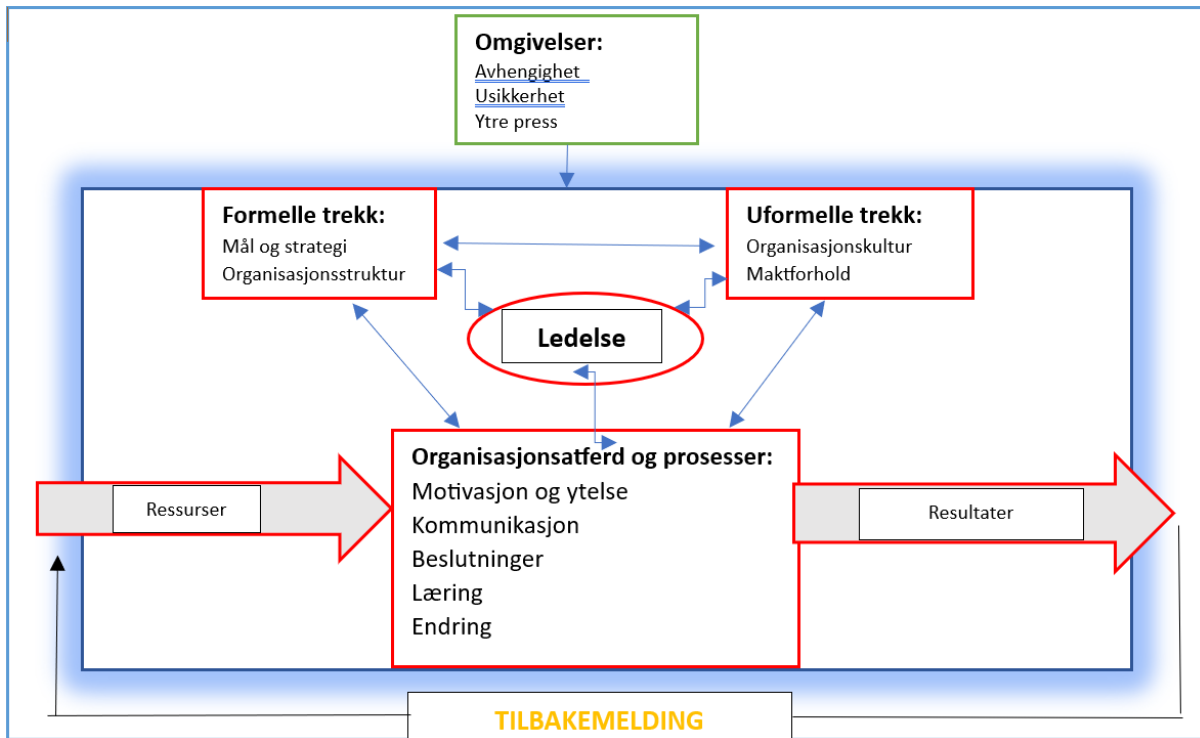 Omgivelser:
Avhengighet
Usikkerhet
Ytre press
Formelle trekk:
Mål og strategi
Organisasjonsstruktur
Uformelle trekk:
Organisasjonskultur
Maktforhold
Ledelse
Organisasjonsatferd og prosesser:
Motivasjon og ytelse
Kommunikasjon
Beslutninger
Læring
Endring
Ressurser
Resultater
TILBAKEMELDING